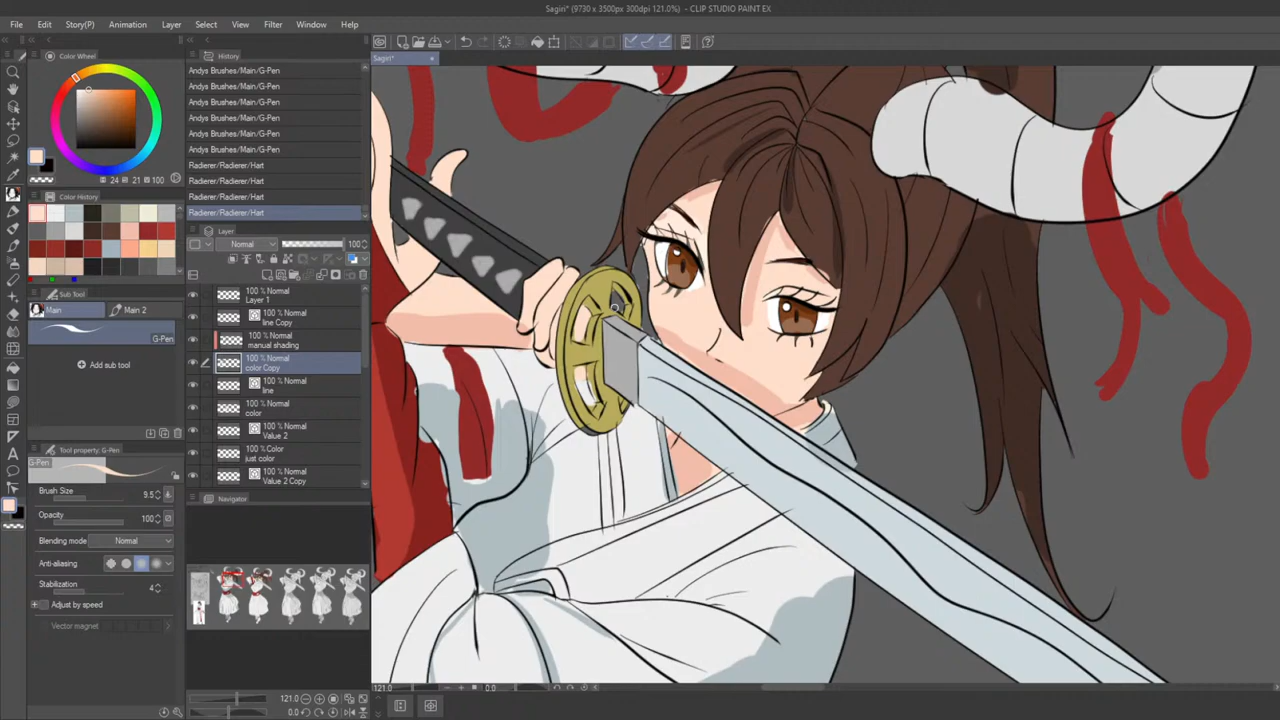 Sagiri* (9730 x 3500px 300dpi 121.0%) - CLIP STUDIO PAINT EX
File Edit Story(P) Animation Layer Select View Filter Window Help
Color Wheel
24 21 100
Color History
Sub Tool
Main Main 2
G-Pen
Add sub tool
Tool property: G-Pen
G-Pen
Brush Size 9.5
Opacity 100
Blending mode Normal
Anti-aliasing
Stabilization 4
Adjust by speed
Vector magnet
History
Andys Brushes/Main/G-Pen
Andys Brushes/Main/G-Pen
Andys Brushes/Main/G-Pen
Andys Brushes/Main/G-Pen
Andys Brushes/Main/G-Pen
Andys Brushes/Main/G-Pen
Radierer/Radierer/Hart
Radierer/Radierer/Hart
Radierer/Radierer/Hart
Radierer/Radierer/Hart
Layer
Normal 100
100 % Normal
Layer 1
100 % Normal
line Copy
100 % Normal
manual shading
100 % Normal
color Copy
100 % Normal
line
100 % Normal
color
100 % Normal
Value 2
100 % Color
just color
100 % Normal
Value 2 Copy
Navigator
121.0
0.0
Sagiri*
121.0 0.0